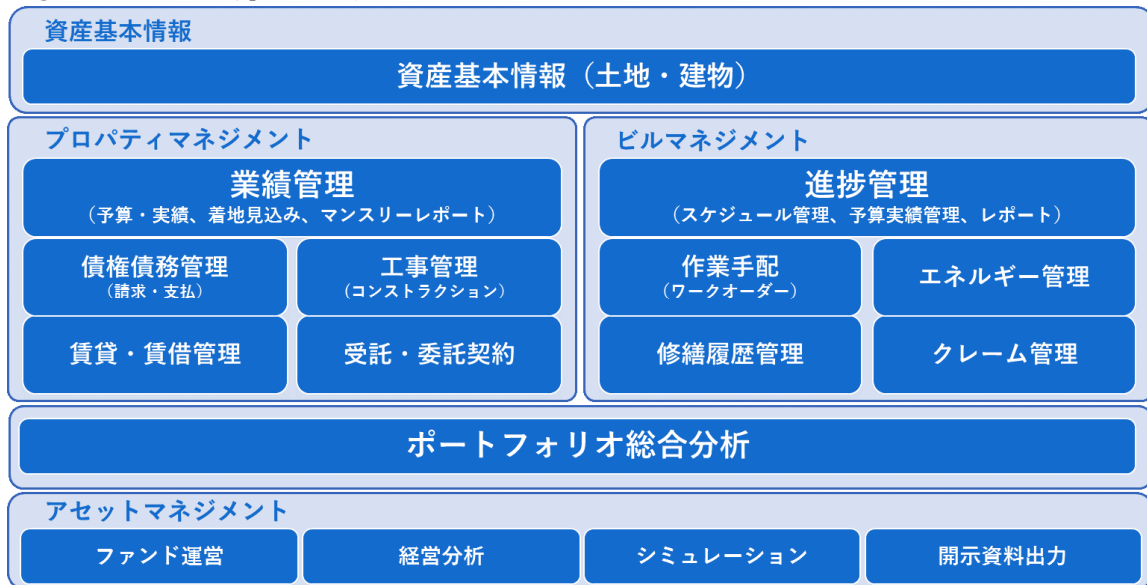 資産基本情報
資産基本情報（土地・建物）
プロパティマネジメント
業績管理
（予算・実績、着地見込み、マンスリーレポート）
債権債務管理
（請求・支払）
工事管理
（コンストラクション）
賃貸・賃借管理
受託・委託契約
ビルマネジメント
進捗管理
（スケジュール管理、予算実績管理、レポート）
作業手配
（ワークオーダー）
エネルギー管理
修繕履歴管理
クレーム管理
ポートフォリオ総合分析
アセットマネジメント
ファンド運営
経営分析
シミュレーション
開示資料出力